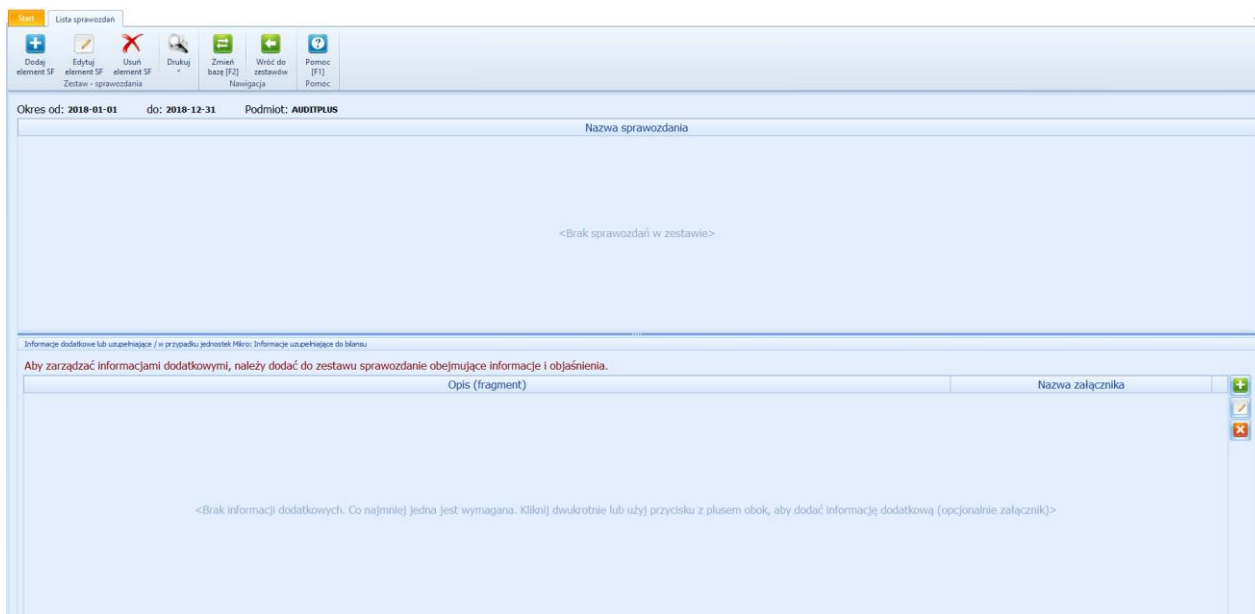 Start Lista sprawozdań
Dodaj element SF Edytuj element SF Usuń element SF Drukuj Zmień bazę [F2] Wróć do zestawów Pomoc [F1]
Zestaw - sprawozdania Nawigacja Pomoc
Okres od: 2018-01-01 do: 2018-12-31 Podmiot: AUDITPLUS
Nazwa sprawozdania
<Brak sprawozdań w zestawie>
Informacje dodatkowe lub uzupełniające / w przypadku jednostek Mikro: Informacje uzupełniające do bilansu
Aby zarządzać informacjami dodatkowymi, należy dodać do zestawu sprawozdanie obejmujące informacje i objaśnienia.
Opis (fragment) Nazwa załącznika
<Brak informacji dodatkowych. Co najmniej jedna jest wymagana. Kliknij dwukrotnie lub użyj przycisku z plusem obok, aby dodać informację dodatkową (opcjonalnie załącznik)>